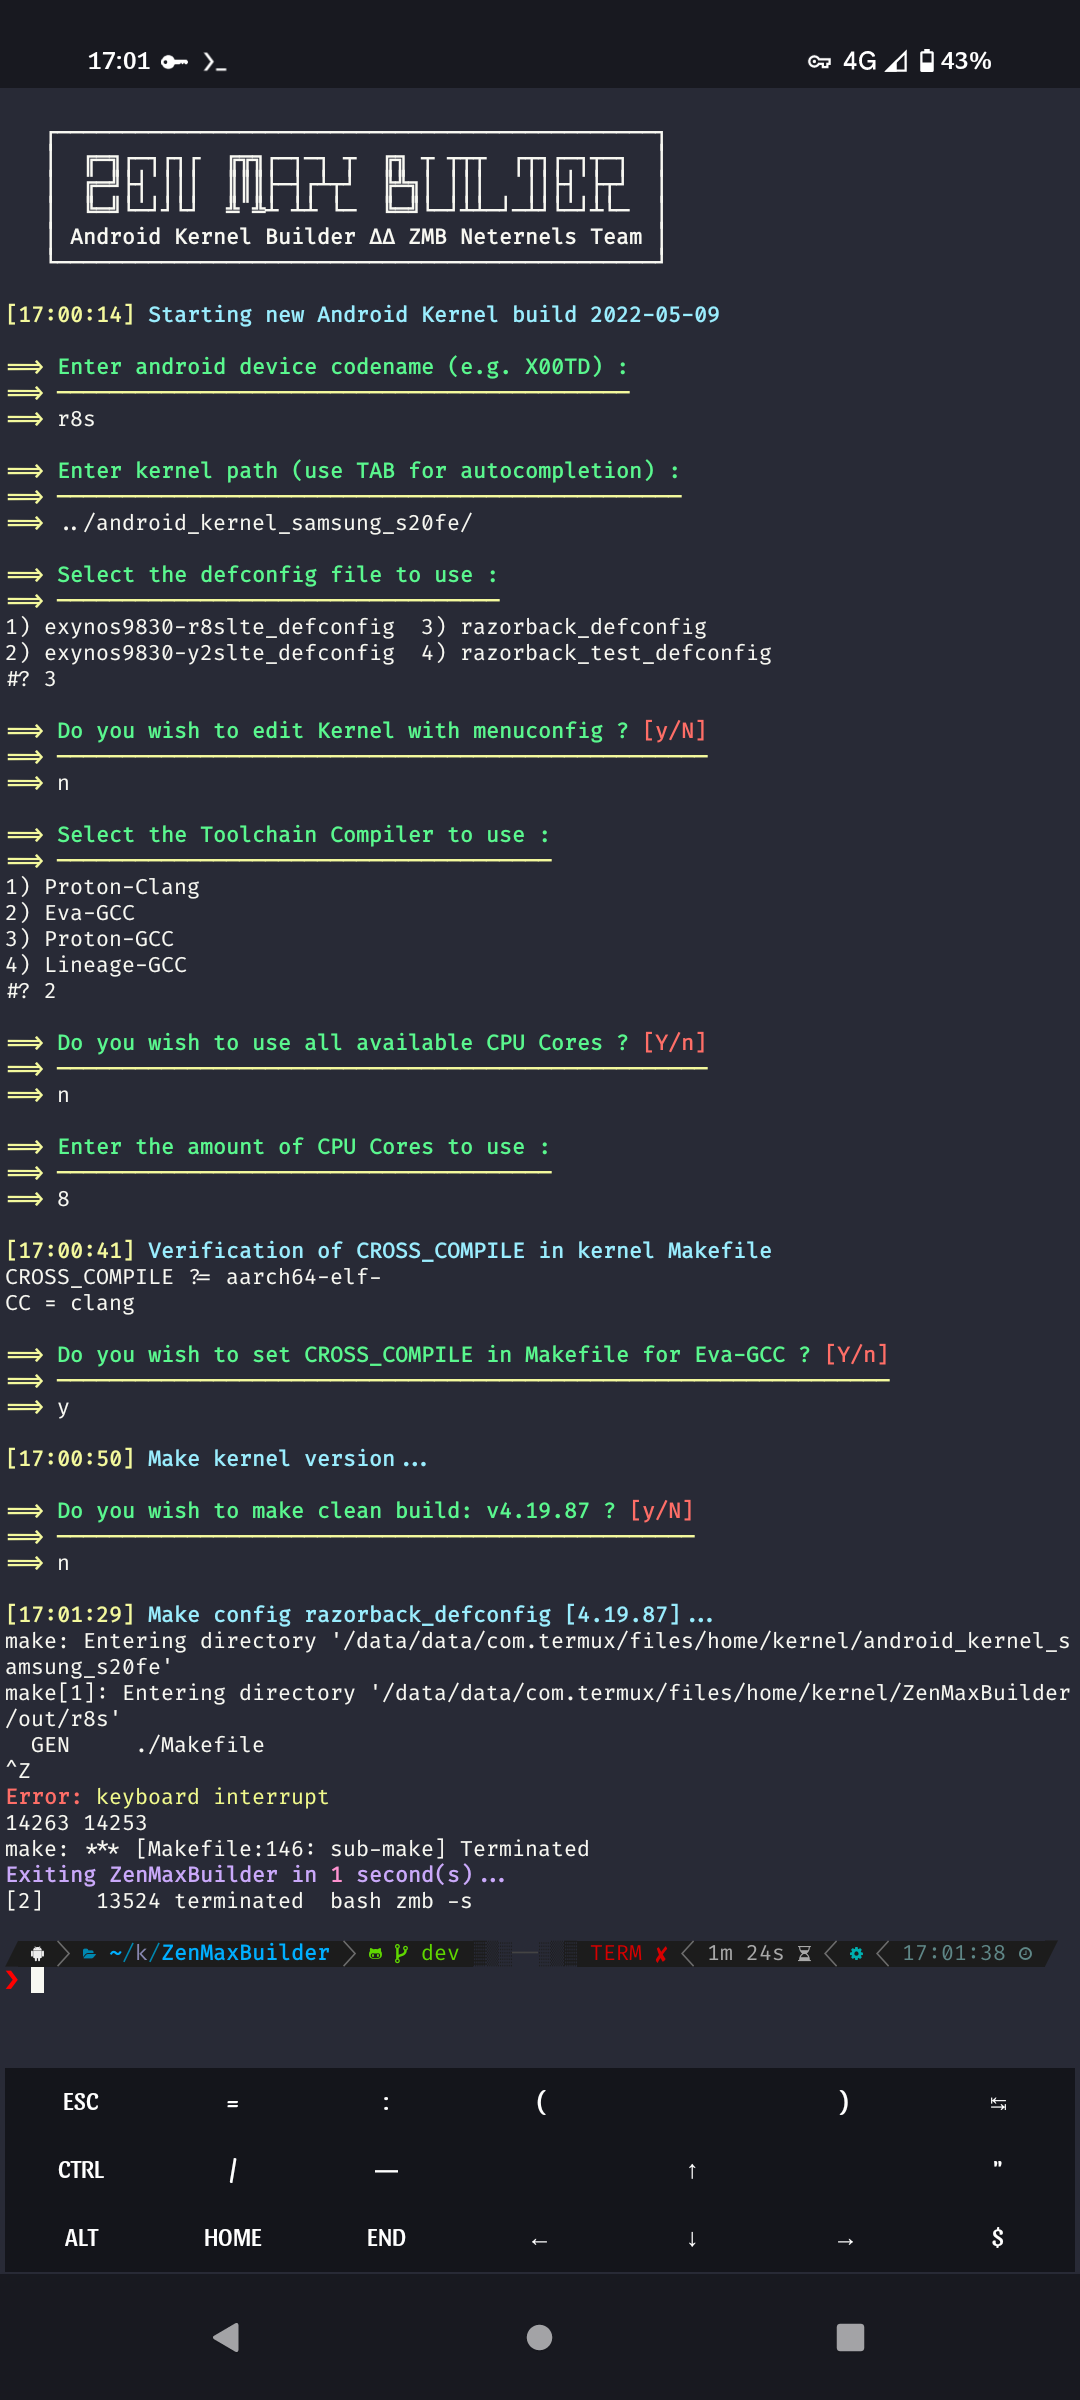 17:01 4G 43%
Android Kernel Builder ∆∆ ZMB Neternels Team
[17:00:14] Starting new Android Kernel build 2022-05-09
==> Enter android device codename (e.g. X00TD) :
==>
==> r8s
==> Enter kernel path (use TAB for autocompletion) :
==>
==> ../android_kernel_samsung_s20fe/
==> Select the defconfig file to use :
==>
1) exynos9830-r8slte_defconfig  3) razorback_defconfig
2) exynos9830-y2slte_defconfig  4) razorback_test_defconfig
#? 3
==> Do you wish to edit Kernel with menuconfig ? [y/N]
==>
==> n
==> Select the Toolchain Compiler to use :
==>
1) Proton-Clang
2) Eva-GCC
3) Proton-GCC
4) Lineage-GCC
#? 2
==> Do you wish to use all available CPU Cores ? [Y/n]
==>
==> n
==> Enter the amount of CPU Cores to use :
==>
==> 8
[17:00:41] Verification of CROSS_COMPILE in kernel Makefile
CROSS_COMPILE ?= aarch64-elf-
CC = clang
==> Do you wish to set CROSS_COMPILE in Makefile for Eva-GCC ? [Y/n]
==>
==> y
[17:00:50] Make kernel version...
==> Do you wish to make clean build: v4.19.87 ? [y/N]
==>
==> n
[17:01:29] Make config razorback_defconfig [4.19.87]...
make: Entering directory '/data/data/com.termux/files/home/kernel/android_kernel_s
amsung_s20fe'
make[1]: Entering directory '/data/data/com.termux/files/home/kernel/ZenMaxBuilder
/out/r8s'
  GEN     ./Makefile
^Z
Error: keyboard interrupt
14263 14253
make: *** [Makefile:146: sub-make] Terminated
Exiting ZenMaxBuilder in 1 second(s)...
[2]    13524 terminated  bash zmb -s
~/k/ZenMaxBuilder dev TERM ✘ 1m 24s 17:01:38
❯
ESC = : ( ) ↹
CTRL / — ↑ "
ALT HOME END ← ↓ → $